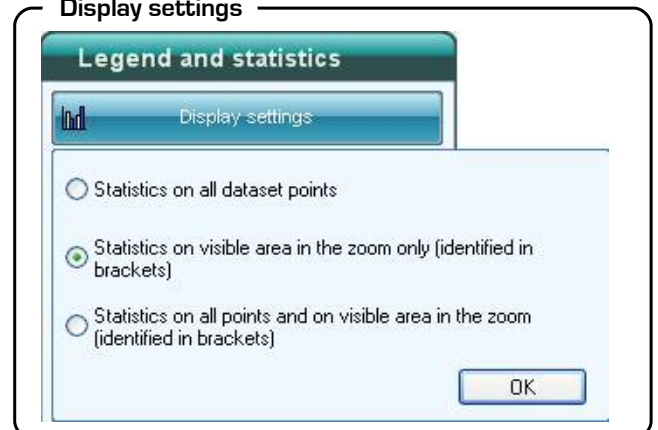 Display settings
Legend and statistics
Display settings
Statistics on all dataset points
Statistics on visible area in the zoom only (identified in
brackets)
Statistics on all points and on visible area in the zoom
(identified in brackets)
OK